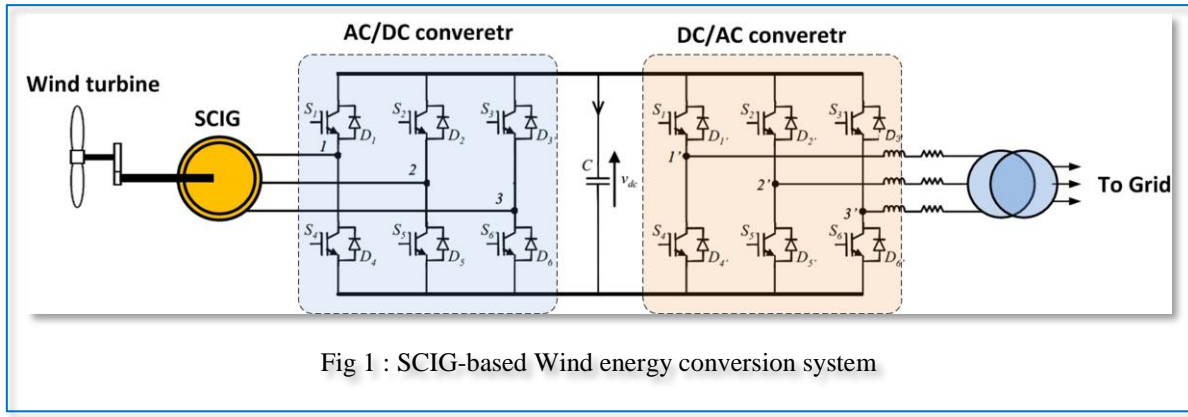 AC/DC converetr
DC/AC converetr
Wind turbine
SCIG
S1 D1 S2 D2 S3 D3
S1 D1' S2 D2' S3 D3'
1
2
3
C
vdc
1'
2'
3'
To Grid
S4 D4 S5 D5 S6 D6
S4 D4' S5 D5' S6 D6'
Fig 1 : SCIG-based Wind energy conversion system